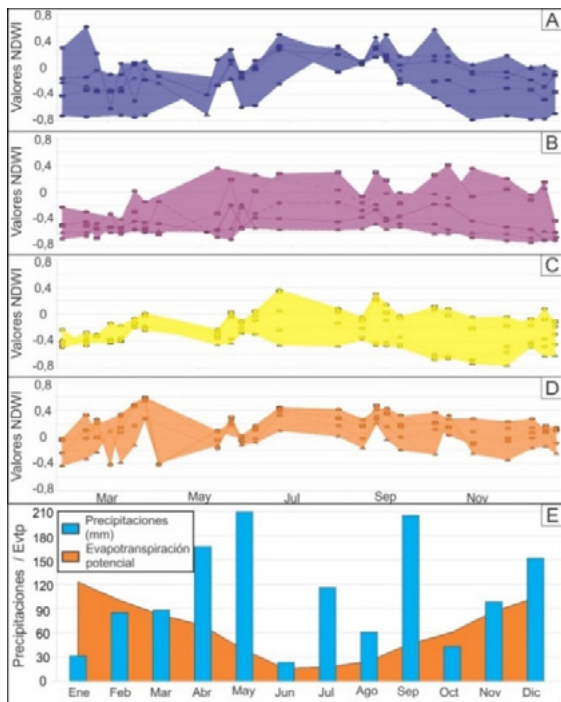 A
Valores NDWI
0,8
0,4
0
-0,4
-0,8
B
Valores NDWI
0,8
0,4
0
-0,4
-0,8
C
Valores NDWI
0,8
0,4
0
-0,4
-0,8
D
Valores NDWI
0,8
0,4
0
-0,4
0,8
Mar May Jul Sep Nov
E
Precipitaciones / Evtp
210
180
150
120
90
60
30
0
Precipitaciones
(mm)
Evapotranspiración
potencial
Ene Feb Mar Abr May Jun Jul Ago Sep Oct Nov Dic